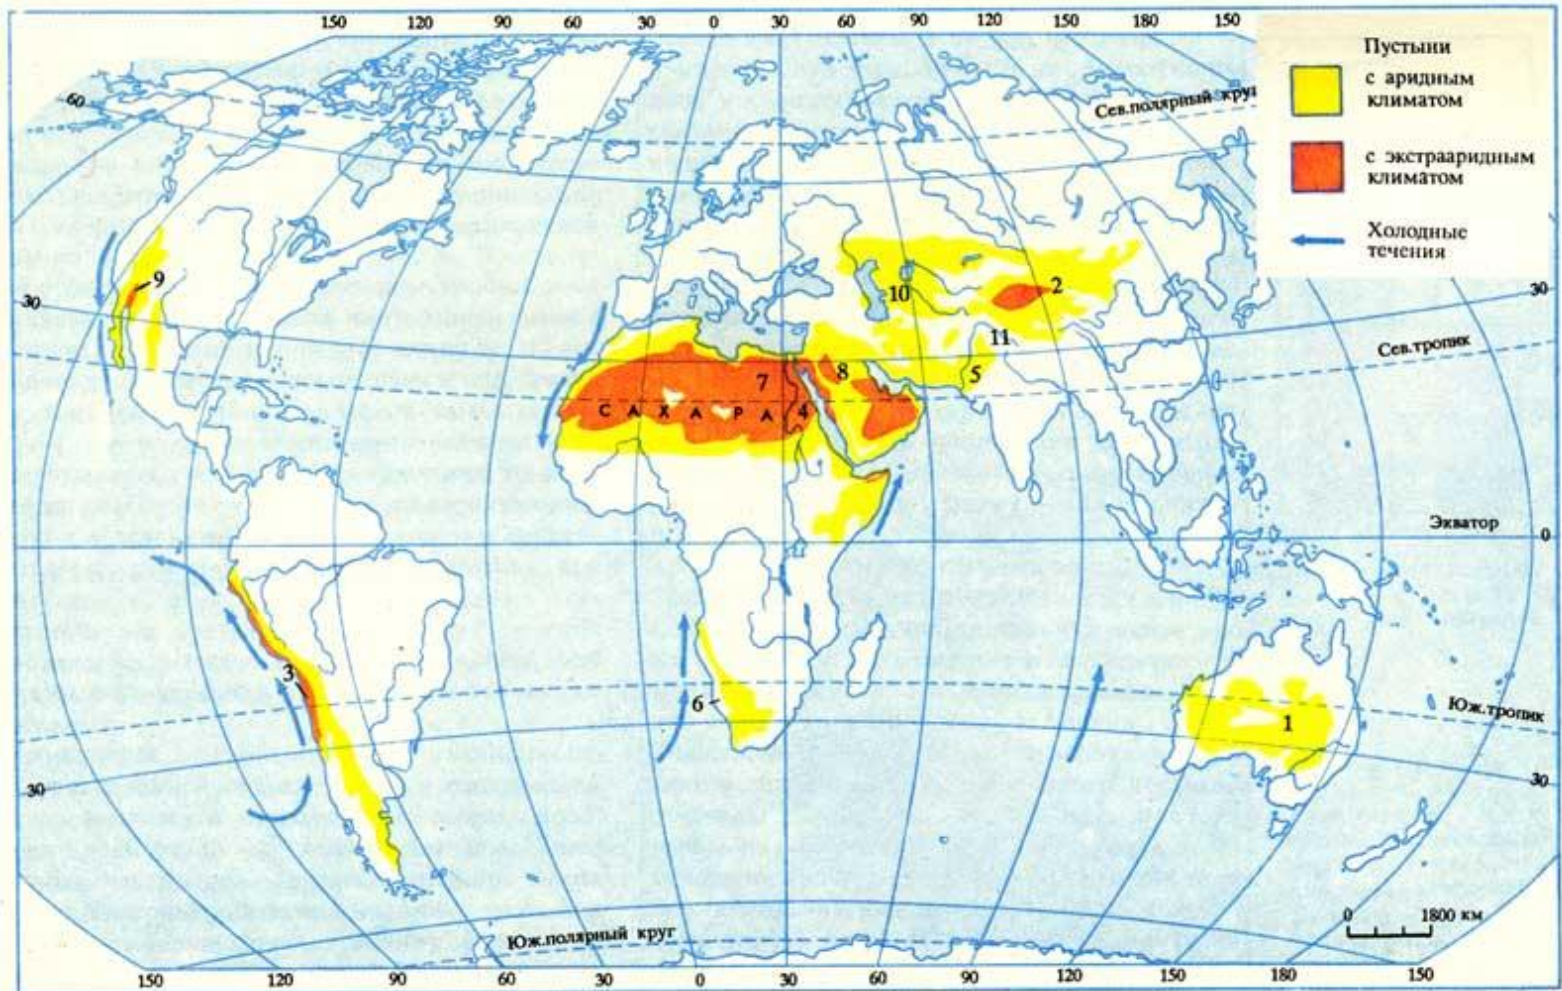 150 120 90 60 30 0 30 60 90 120 150 180 150
Пустыни
с аридным
климатом
с экстрааридным
климатом
Холодные
течения
60
Сев.полярный круг
9
30
10
2
30
11
Сев.тропик
7
8
5
САХАРА
4
Экватор
0
3
6
1
Юж.тропик
30
30
0 1800 км
Юж.полярный круг
150 120 90 60 30 0 30 60 90 120 150 180 150